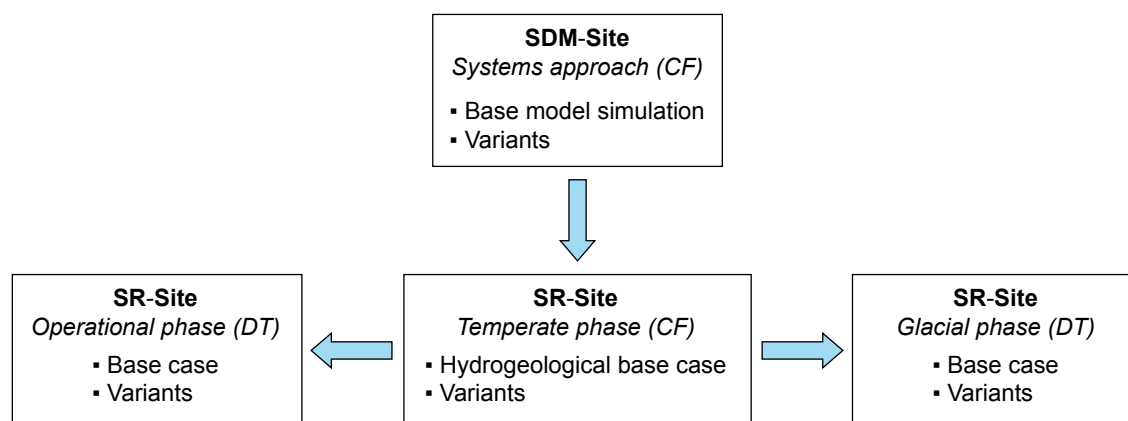 SDM-Site
Systems approach (CF)
▪ Base model simulation
▪ Variants
SR-Site
Operational phase (DT)
▪ Base case
▪ Variants
SR-Site
Temperate phase (CF)
▪ Hydrogeological base case
▪ Variants
SR-Site
Glacial phase (DT)
▪ Base case
▪ Variants